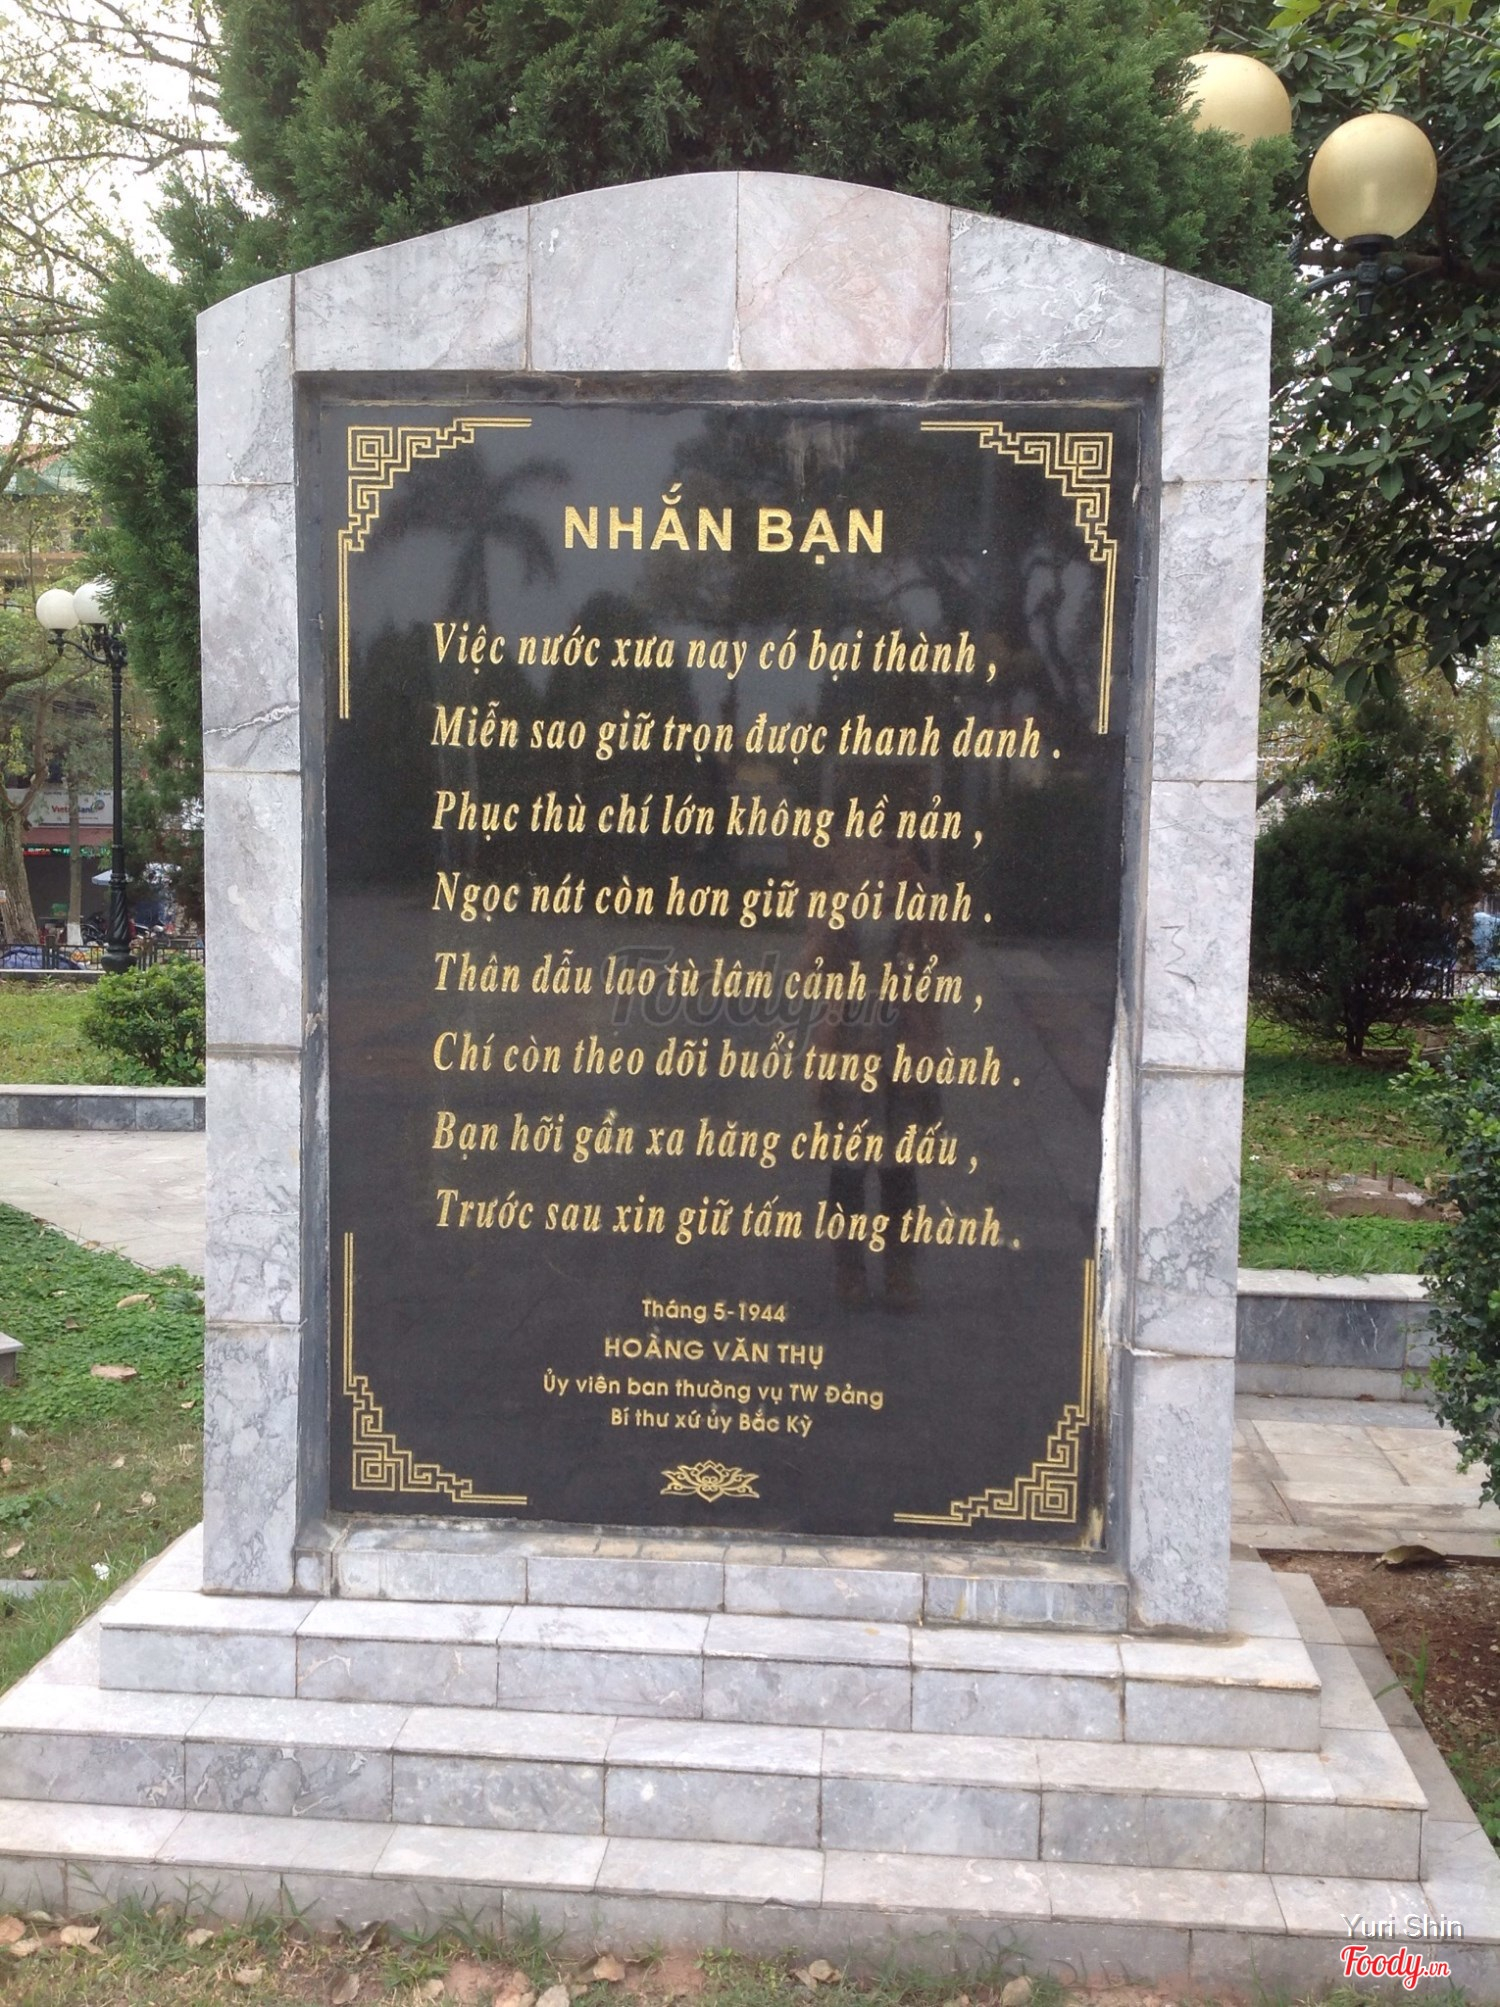 NHẮN BẠN
Việc nước xưa nay có bại thành ,
Miễn sao giữ trọn được thanh danh .
Phục thù chí lớn không hề nản ,
Ngọc nát còn hơn giữ ngói lành .
Thân dẫu lao tù lâm cảnh hiểm ,
Chí còn theo dõi buổi tung hoành .
Bạn hỡi gần xa hăng chiến đấu ,
Trước sau xin giữ tấm lòng thành .
Tháng 5-1944
HOÀNG VĂN THỤ
Ủy viên ban thường vụ TW Đảng
Bí thư xứ ủy Bắc Kỳ
Foody.vn
Yuri Shin
Foody.vn